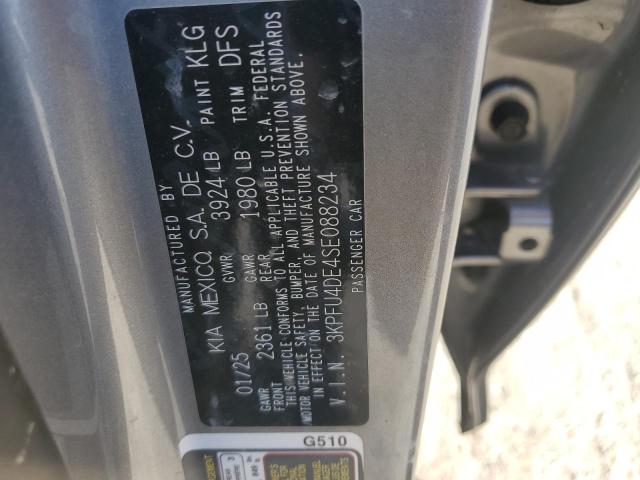 MANUFACTURED BY
KIA MEXICO, S.A. DE C.V.
01/25 GVWR 3924 LB PAINT KLG
GAWR FRONT 2361 LB GAWR REAR 1980 LB TRIM DFS
THIS VEHICLE CONFORMS TO ALL APPLICABLE U.S.A. FEDERAL
MOTOR VEHICLE SAFETY, BUMPER, AND THEFT PREVENTION STANDARDS
IN EFFECT ON THE DATE OF MANUFACTURE SHOWN ABOVE.
V.I.N. 3KPFU4DE4SE088234
PASSENGER CAR
G510
3